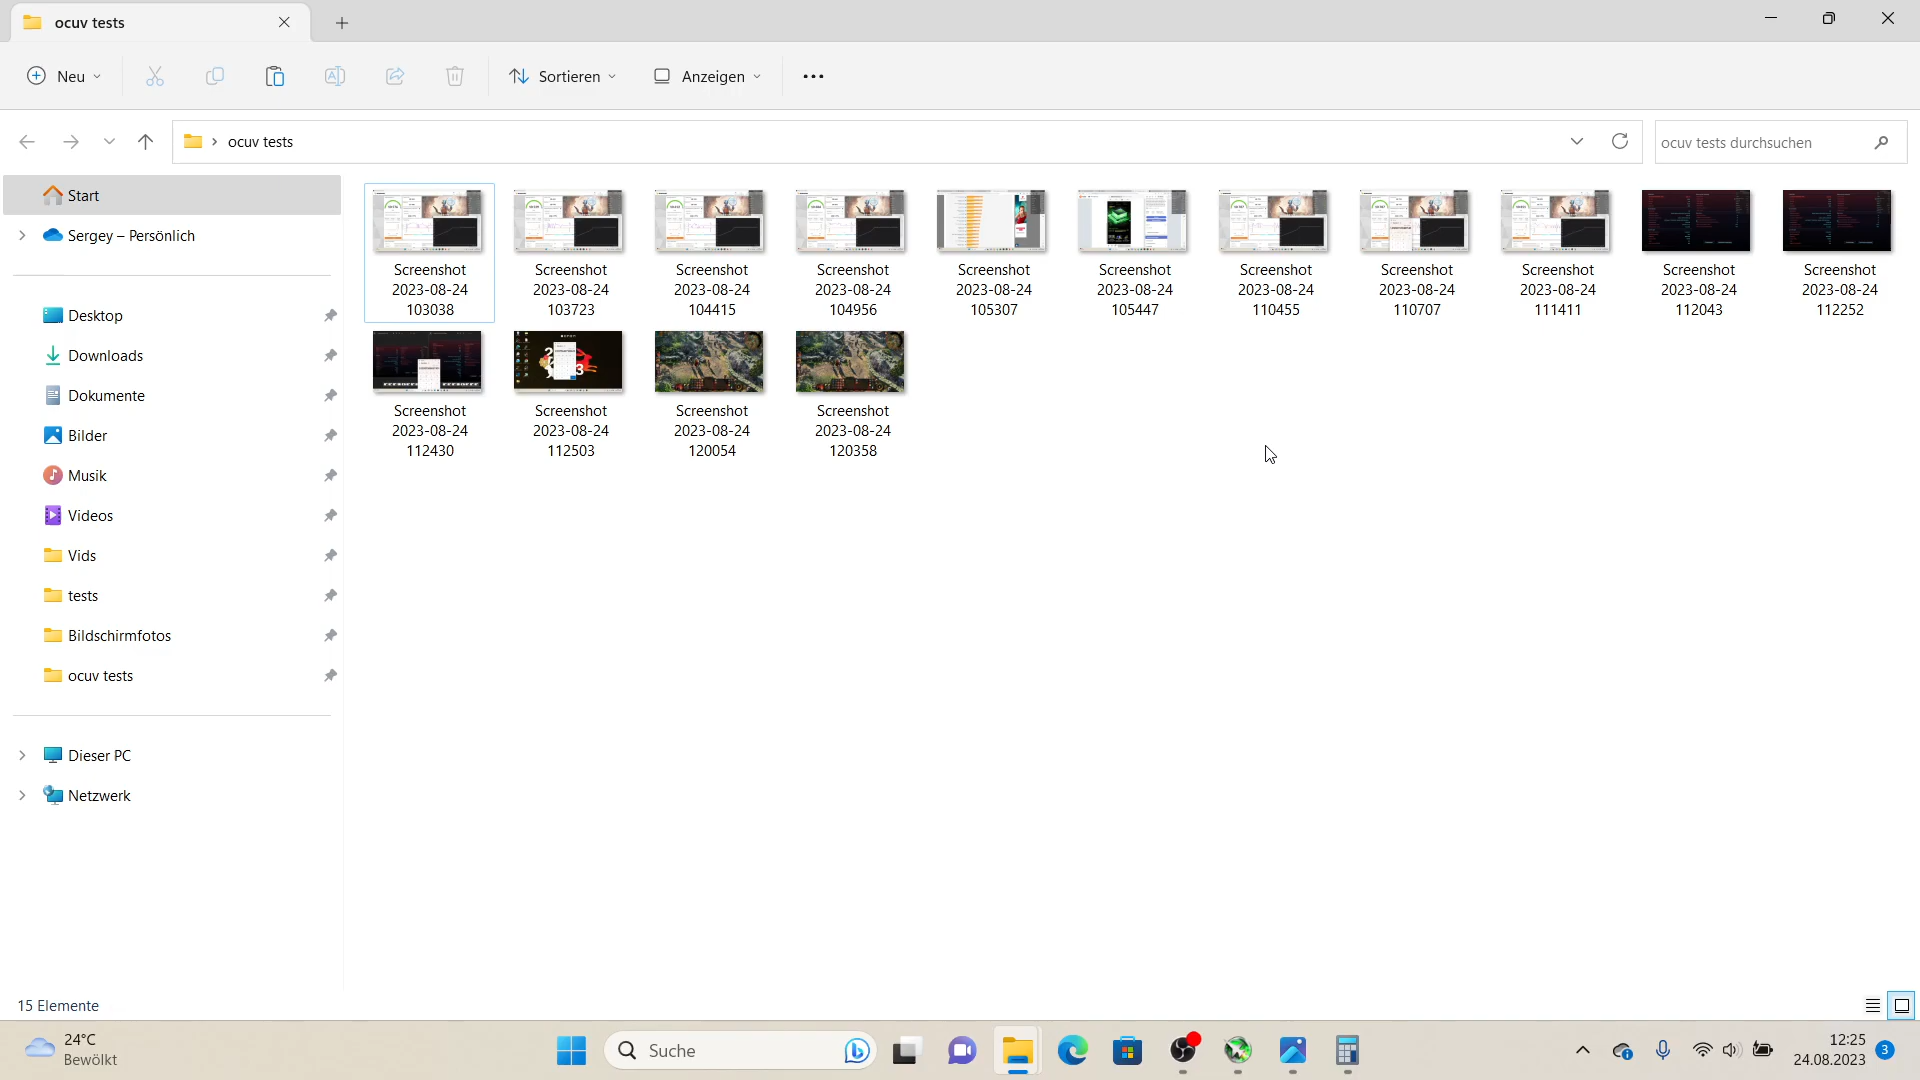 ocuv tests
Neu
Sortieren
Anzeigen
ocuv tests
ocuv tests durchsuchen
Start
Sergey – Persönlich
Desktop
Downloads
Dokumente
Bilder
Musik
Videos
Vids
tests
Bildschirmfotos
ocuv tests
Dieser PC
Netzwerk
Screenshot
2023-08-24
103038
Screenshot
2023-08-24
103723
Screenshot
2023-08-24
104415
Screenshot
2023-08-24
104956
Screenshot
2023-08-24
105307
Screenshot
2023-08-24
105447
Screenshot
2023-08-24
110455
Screenshot
2023-08-24
110707
Screenshot
2023-08-24
111411
Screenshot
2023-08-24
112043
Screenshot
2023-08-24
112252
Screenshot
2023-08-24
112430
Screenshot
2023-08-24
112503
Screenshot
2023-08-24
120054
Screenshot
2023-08-24
120358
15 Elemente
24°C
Bewölkt
Suche
12:25
24.08.2023
3